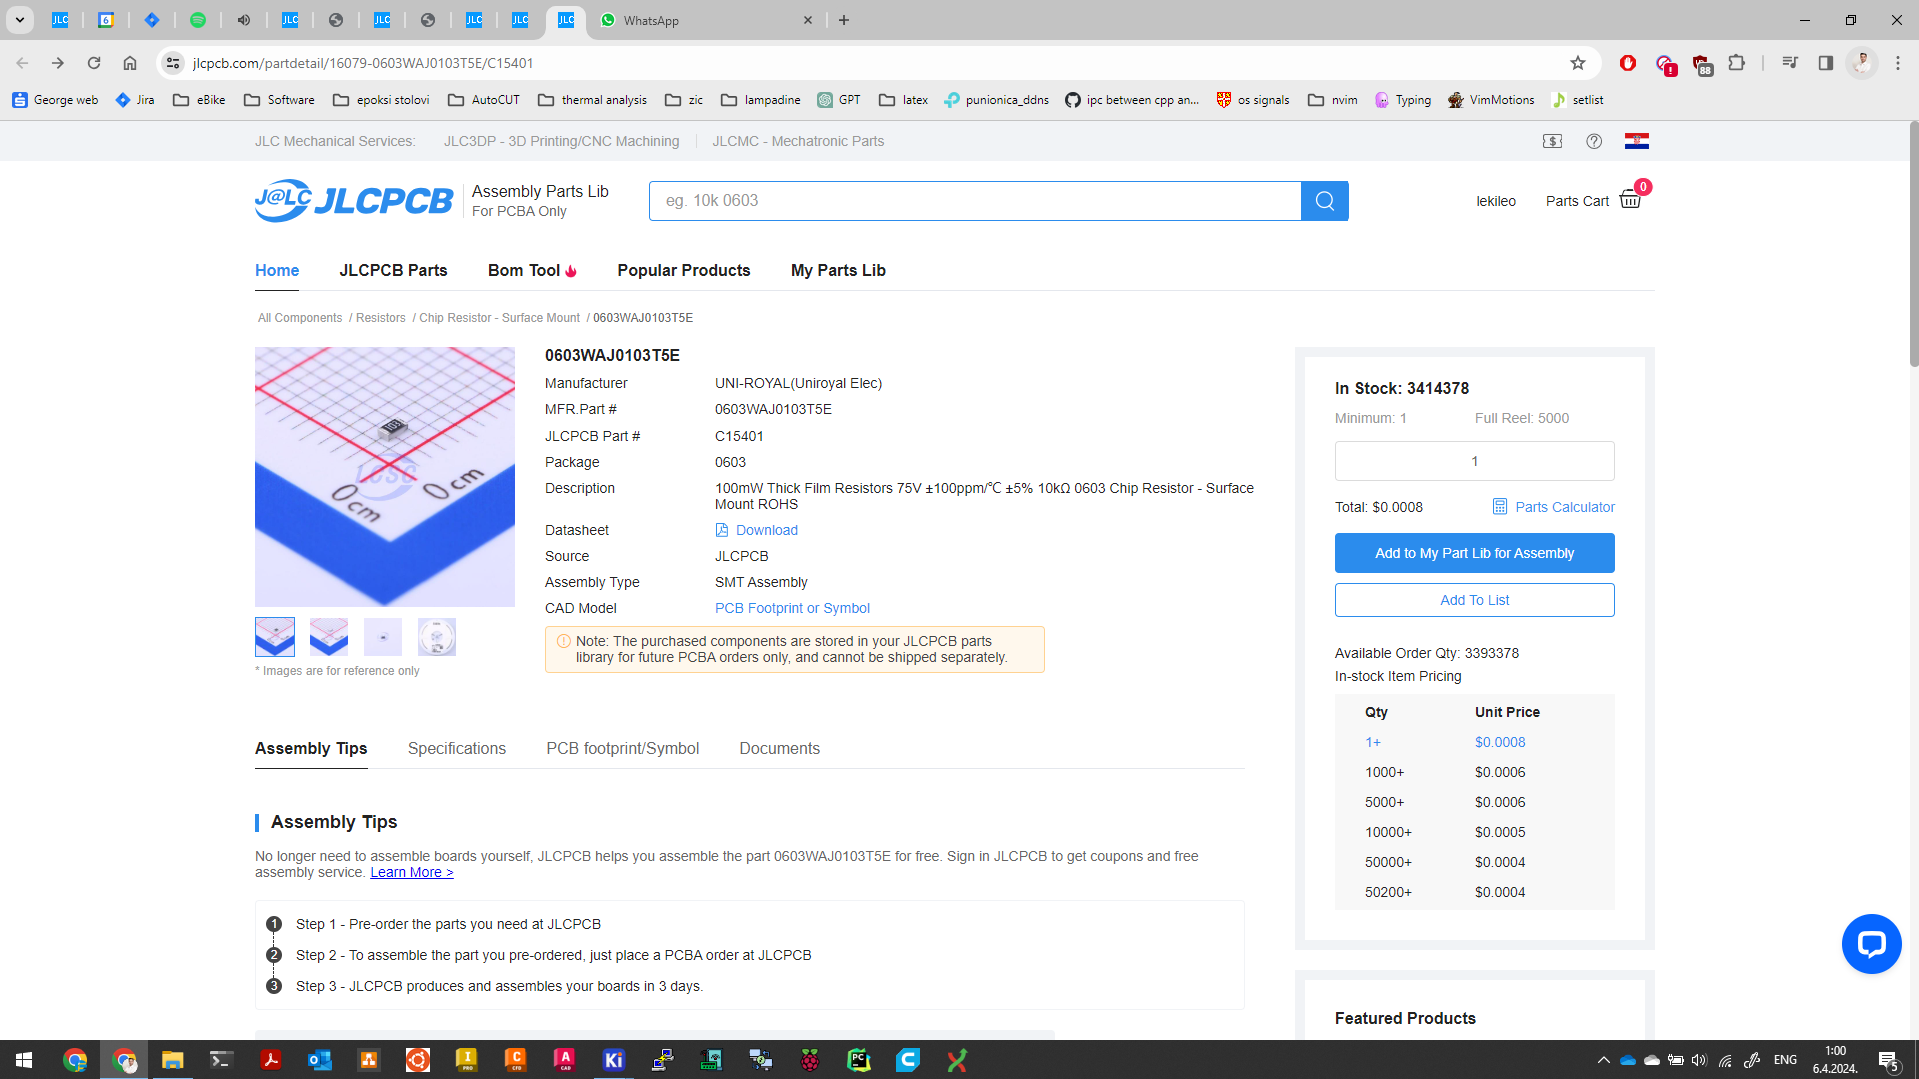 WhatsApp
jlcpcb.com/partdetail/16079-0603WAJ0103T5E/C15401
88
George web
Jira
eBike
Software
epoksi stolovi
AutoCUT
thermal analysis
zic
lampadine
GPT
latex
punionica_ddns
ipc between cpp an...
os signals
nvim
Typing
VimMotions
setlist
JLC Mechanical Services:
JLC3DP - 3D Printing/CNC Machining
JLCMC - Mechatronic Parts
J@LC JLCPCB
Assembly Parts Lib
For PCBA Only
eg. 10k 0603
lekileo
Parts Cart
0
Home
JLCPCB Parts
Bom Tool
Popular Products
My Parts Lib
All Components / Resistors / Chip Resistor - Surface Mount / 0603WAJ0103T5E
103
LCSC
0 cm
0 cm
* Images are for reference only
0603WAJ0103T5E
Manufacturer UNI-ROYAL(Uniroyal Elec)
MFR.Part # 0603WAJ0103T5E
JLCPCB Part # C15401
Package 0603
Description 100mW Thick Film Resistors 75V ±100ppm/℃ ±5% 10kΩ 0603 Chip Resistor - Surface
Mount ROHS
Datasheet Download
Source JLCPCB
Assembly Type SMT Assembly
CAD Model PCB Footprint or Symbol
Note: The purchased components are stored in your JLCPCB parts
library for future PCBA orders only, and cannot be shipped separately.
In Stock: 3414378
Minimum: 1 Full Reel: 5000
1
Total: $0.0008 Parts Calculator
Add to My Part Lib for Assembly
Add To List
Available Order Qty: 3393378
In-stock Item Pricing
Qty Unit Price
1+ $0.0008
1000+ $0.0006
5000+ $0.0006
10000+ $0.0005
50000+ $0.0004
50200+ $0.0004
Featured Products
Assembly Tips
Specifications
PCB footprint/Symbol
Documents
Assembly Tips
No longer need to assemble boards yourself, JLCPCB helps you assemble the part 0603WAJ0103T5E for free. Sign in JLCPCB to get coupons and free
assembly service. Learn More >
1 Step 1 - Pre-order the parts you need at JLCPCB
2 Step 2 - To assemble the part you pre-ordered, just place a PCBA order at JLCPCB
3 Step 3 - JLCPCB produces and assembles your boards in 3 days.
ENG
1:00
6.4.2024.
5